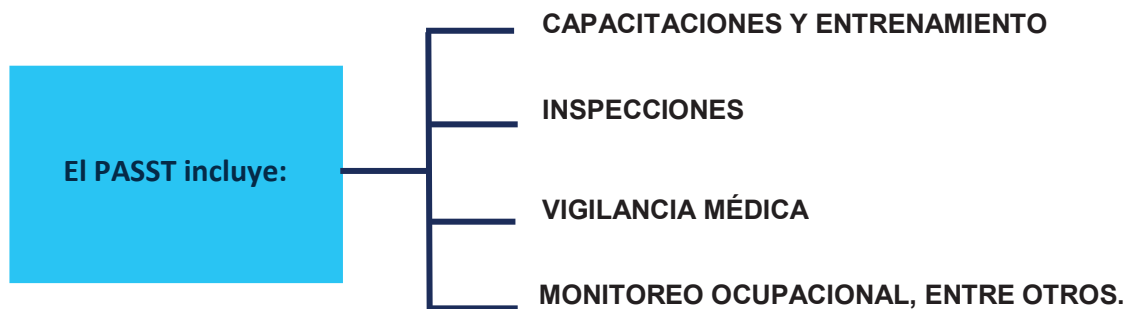 El PASST incluye:
CAPACITACIONES Y ENTRENAMIENTO
INSPECCIONES
VIGILANCIA MÉDICA
MONITOREO OCUPACIONAL, ENTRE OTROS.